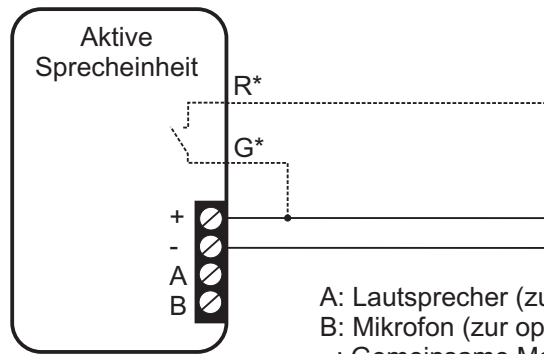 Aktive
Sprecheinheit
R*
G*
+
-
A
B
A: Lautsprecher (zu
B: Mikrofon (zur op